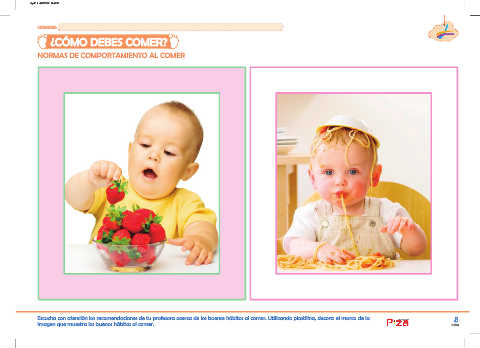 ¿CÓMO DEBES COMER?
NORMAS DE COMPORTAMIENTO AL COMER
Escucha con atención las recomendaciones de tu profesora acerca de los buenos hábitos al comer. Utilizando plastilina, decora el marco de la
imagen que muestra los buenos hábitos al comer.
8